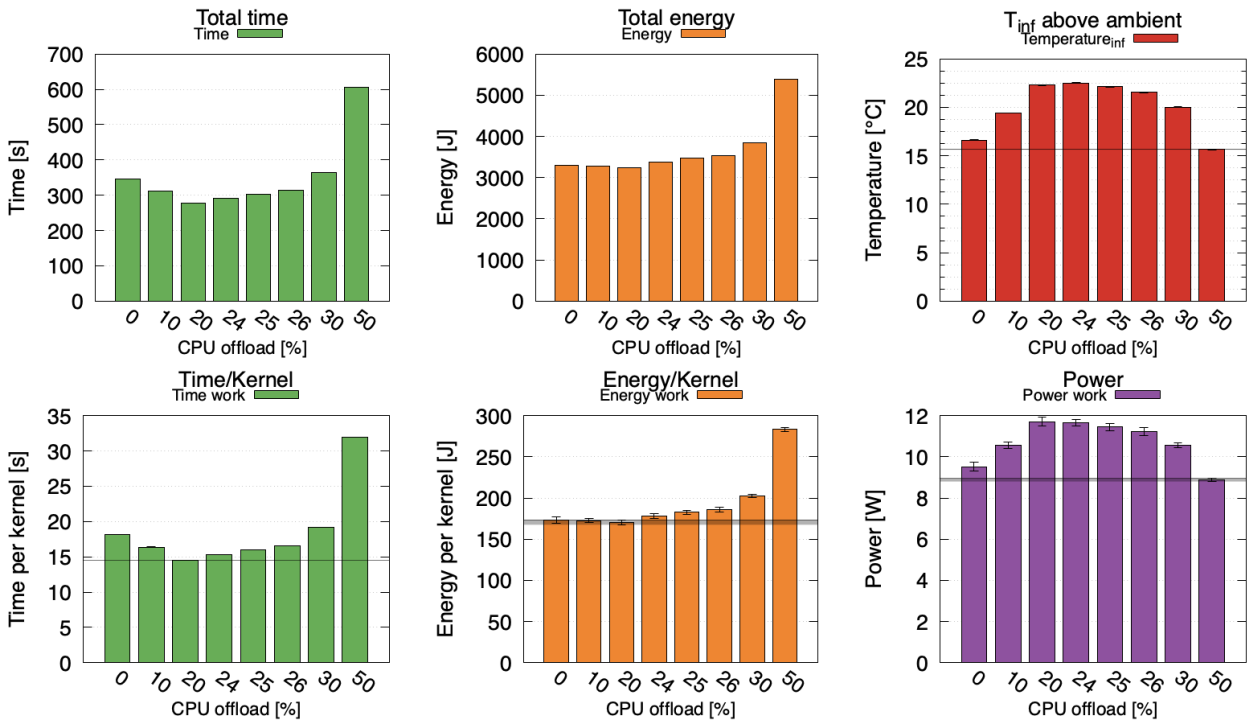 Total time
Time
Time [s]
700
600
500
400
300
200
100
0
0 10 20 24 25 26 30 50
CPU offload [%]
Total energy
Energy
Energy [J]
6000
5000
4000
3000
2000
1000
0
0 10 20 24 25 26 30 50
CPU offload [%]
Tinf above ambient
Temperatureinf
Temperature [°C]
25
20
15
10
5
0
0 10 20 24 25 26 30 50
CPU offload [%]
Time/Kernel
Time work
Time per kernel [s]
35
30
25
20
15
10
5
0
0 10 20 24 25 26 30 50
CPU offload [%]
Energy/Kernel
Energy work
Energy per kernel [J]
300
250
200
150
100
50
0
0 10 20 24 25 26 30 50
CPU offload [%]
Power
Power work
Power [W]
12
10
8
6
4
2
0
0 10 20 24 25 26 30 50
CPU offload [%]